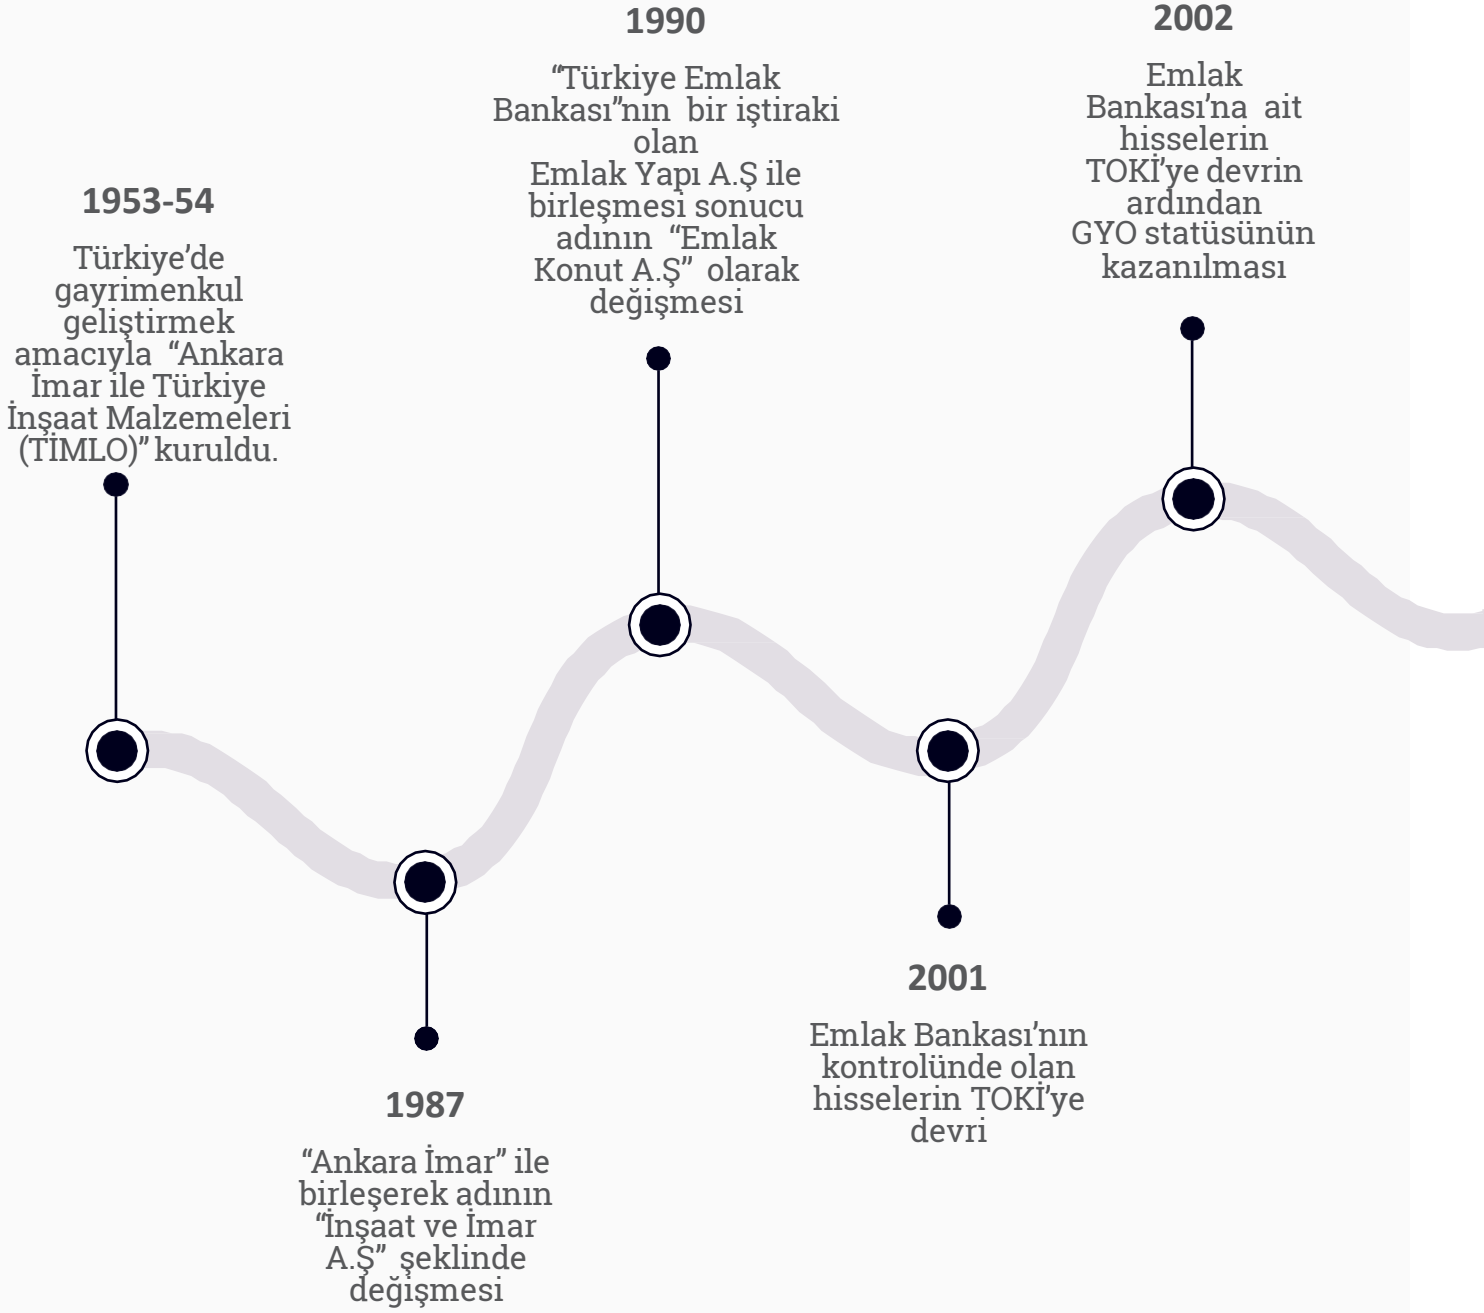 1953-54
Türkiye’de
gayrimenkul
geliştirmek
amacıyla “Ankara
İmar ile Türkiye
İnşaat Malzemeleri
(TİMLO)” kuruldu.
1987
“Ankara İmar” ile
birleşerek adının
“İnşaat ve İmar
A.Ş” şeklinde
değişmesi
1990
“Türkiye Emlak
Bankası”nın bir iştiraki
olan
Emlak Yapı A.Ş ile
birleşmesi sonucu
adının “Emlak
Konut A.Ş” olarak
değişmesi
2001
Emlak Bankası’nın
kontrolünde olan
hisselerin TOKİ’ye
devri
2002
Emlak
Bankası’na ait
hisselerin
TOKİ’ye devrin
ardından
GYO statüsünün
kazanılması